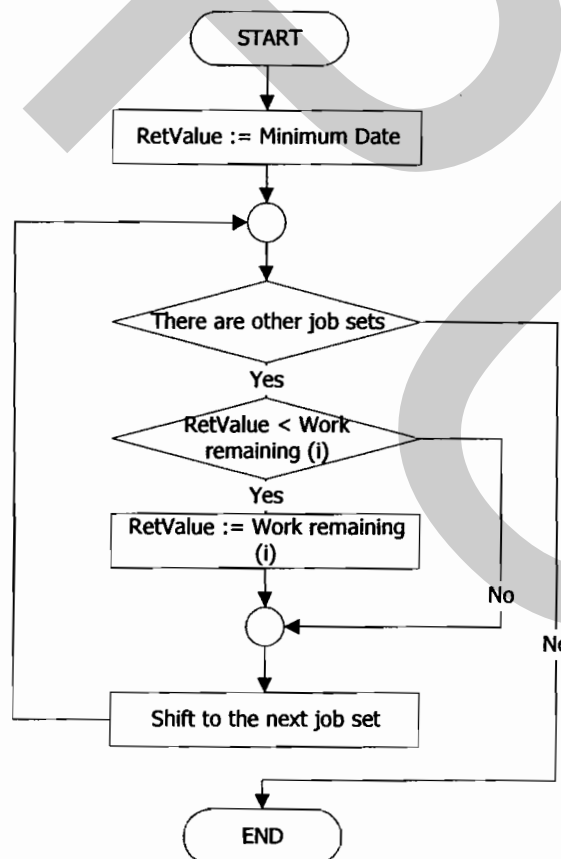 START
RetValue := Minimum Date
There are other job sets
Yes
RetValue < Work
remaining (i)
Yes
RetValue := Work remaining
(i)
No
No
Shift to the next job set
END